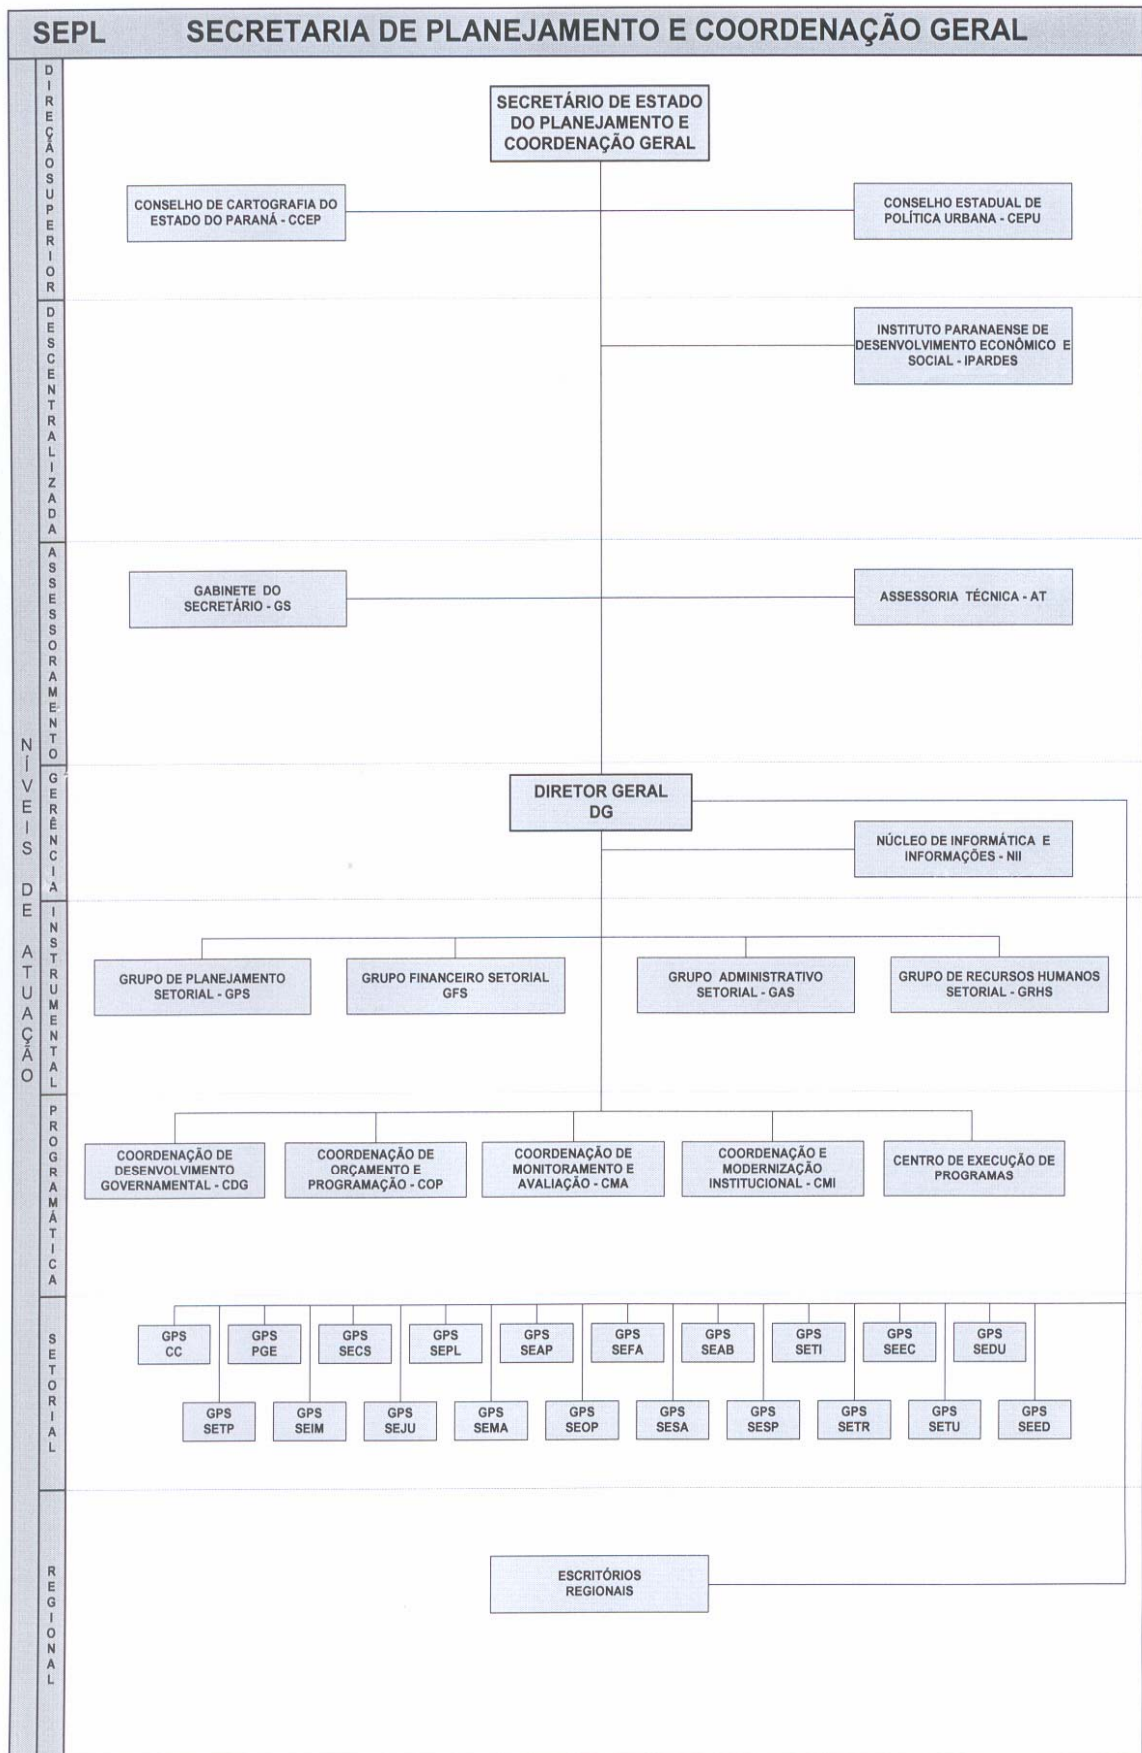 SEPL SECRETARIA DE PLANEJAMENTO E COORDENAÇÃO GERAL
NÍVEIS DE ATUAÇÃO
DIREÇÃO SUPERIOR
SECRETÁRIO DE ESTADO
DO PLANEJAMENTO E
COORDENAÇÃO GERAL
CONSELHO DE CARTOGRAFIA DO
ESTADO DO PARANÁ - CCEP
CONSELHO ESTADUAL DE
POLÍTICA URBANA - CEPU
DESCENTRALIZADA
INSTITUTO PARANAENSE DE
DESENVOLVIMENTO ECONÔMICO E
SOCIAL - IPARDES
ASSESSORAMENTO
GABINETE DO
SECRETÁRIO - GS
ASSESSORIA TÉCNICA - AT
GERÊNCIA
DIRETOR GERAL
DG
NÚCLEO DE INFORMÁTICA E
INFORMAÇÕES - NII
INSTRUMENTAL
GRUPO DE PLANEJAMENTO
SETORIAL - GPS
GRUPO FINANCEIRO SETORIAL
GFS
GRUPO ADMINISTRATIVO
SETORIAL - GAS
GRUPO DE RECURSOS HUMANOS
SETORIAL - GRHS
PROGRAMÁTICA
COORDENAÇÃO DE
DESENVOLVIMENTO
GOVERNAMENTAL - CDG
COORDENAÇÃO DE
ORÇAMENTO E
PROGRAMAÇÃO - COP
COORDENAÇÃO DE
MONITORAMENTO E
AVALIAÇÃO - CMA
COORDENAÇÃO E
MODERNIZAÇÃO
INSTITUCIONAL - CMI
CENTRO DE EXECUÇÃO DE
PROGRAMAS
SETORIAL
GPS
CC
GPS
PGE
GPS
SECS
GPS
SEPL
GPS
SEAP
GPS
SEFA
GPS
SEAB
GPS
SETI
GPS
SEEC
GPS
SEDU
GPS
SETP
GPS
SEIM
GPS
SEJU
GPS
SEMA
GPS
SEOP
GPS
SESA
GPS
SESP
GPS
SETR
GPS
SETU
GPS
SEED
REGIONAL
ESCRITÓRIOS
REGIONAIS